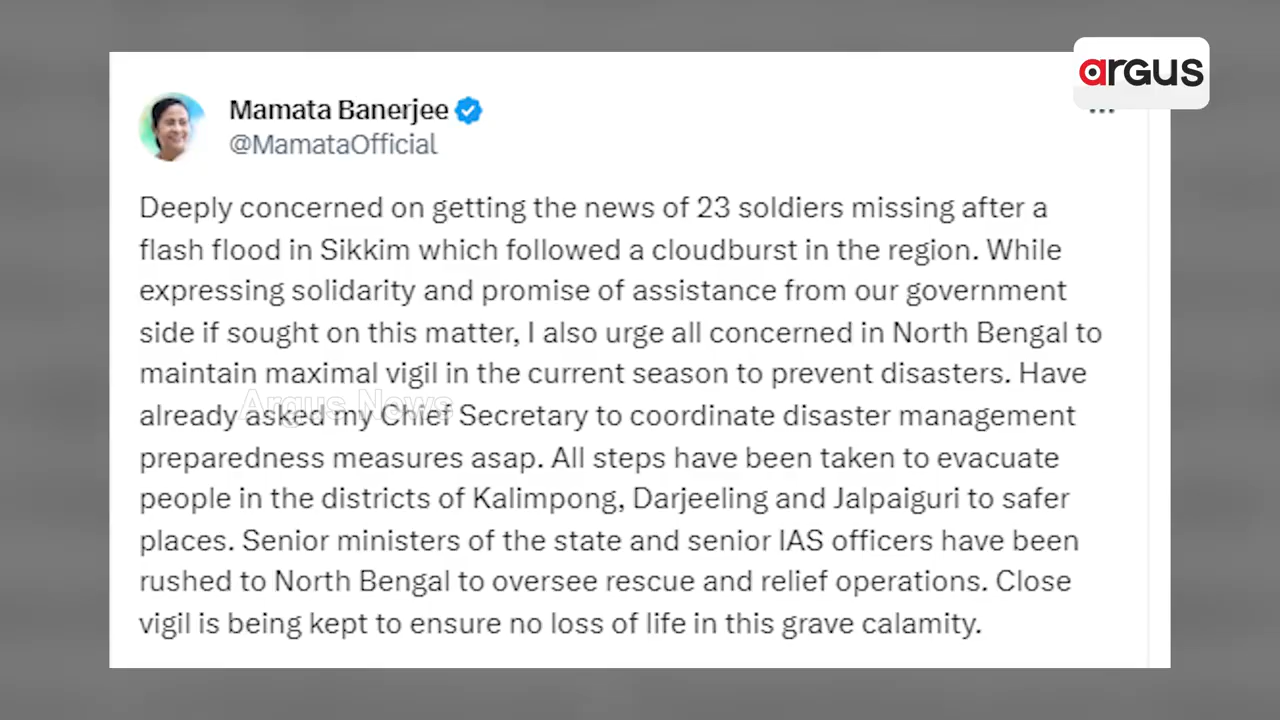 argus
Mamata Banerjee
@MamataOfficial
Deeply concerned on getting the news of 23 soldiers missing after a
flash flood in Sikkim which followed a cloudburst in the region. While
expressing solidarity and promise of assistance from our government
side if sought on this matter, I also urge all concerned in North Bengal to
maintain maximal vigil in the current season to prevent disasters. Have
Argus News
already asked my Chief Secretary to coordinate disaster management
preparedness measures asap. All steps have been taken to evacuate
people in the districts of Kalimpong, Darjeeling and Jalpaiguri to safer
places. Senior ministers of the state and senior IAS officers have been
rushed to North Bengal to oversee rescue and relief operations. Close
vigil is being kept to ensure no loss of life in this grave calamity.